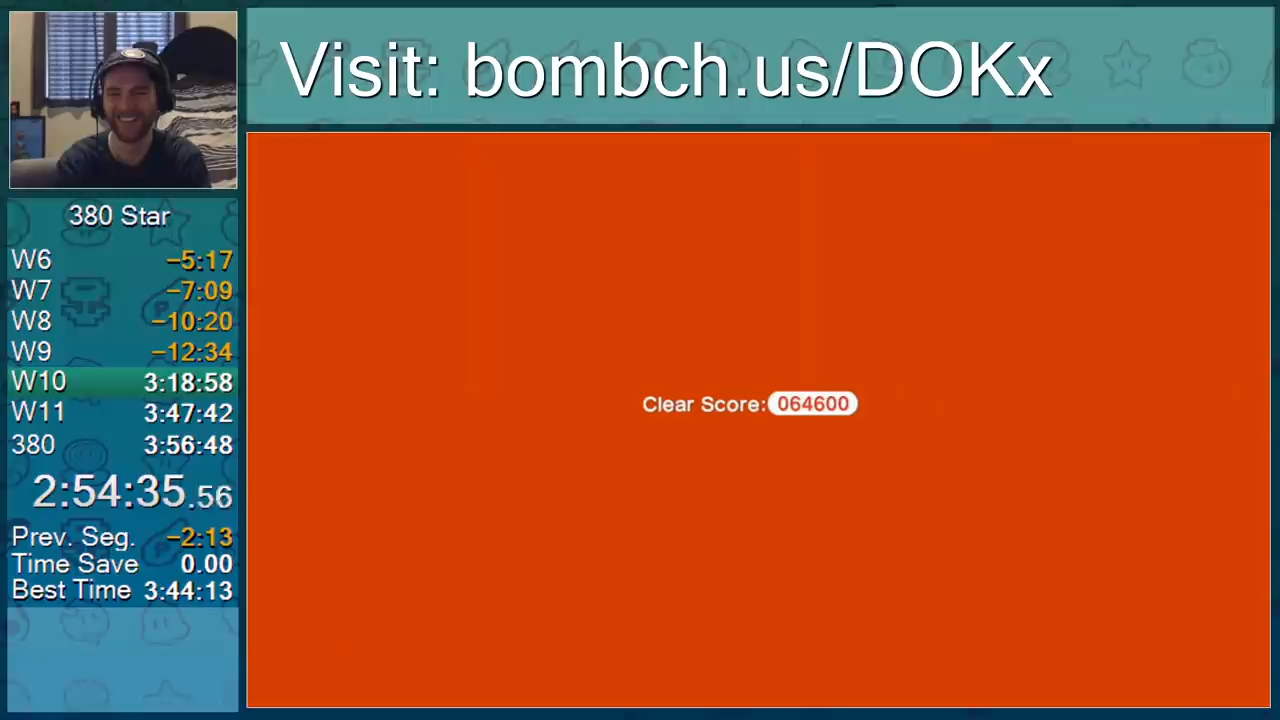 Visit: bombch.us/DOKx
380 Star
W6 −5:17
W7 −7:09
W8 −10:20
W9 −12:34
W10 3:18:58
W11 3:47:42
380 3:56:48
2:54:35.56
Prev. Seg. −2:13
Time Save 0.00
Best Time 3:44:13
Clear Score: 064600